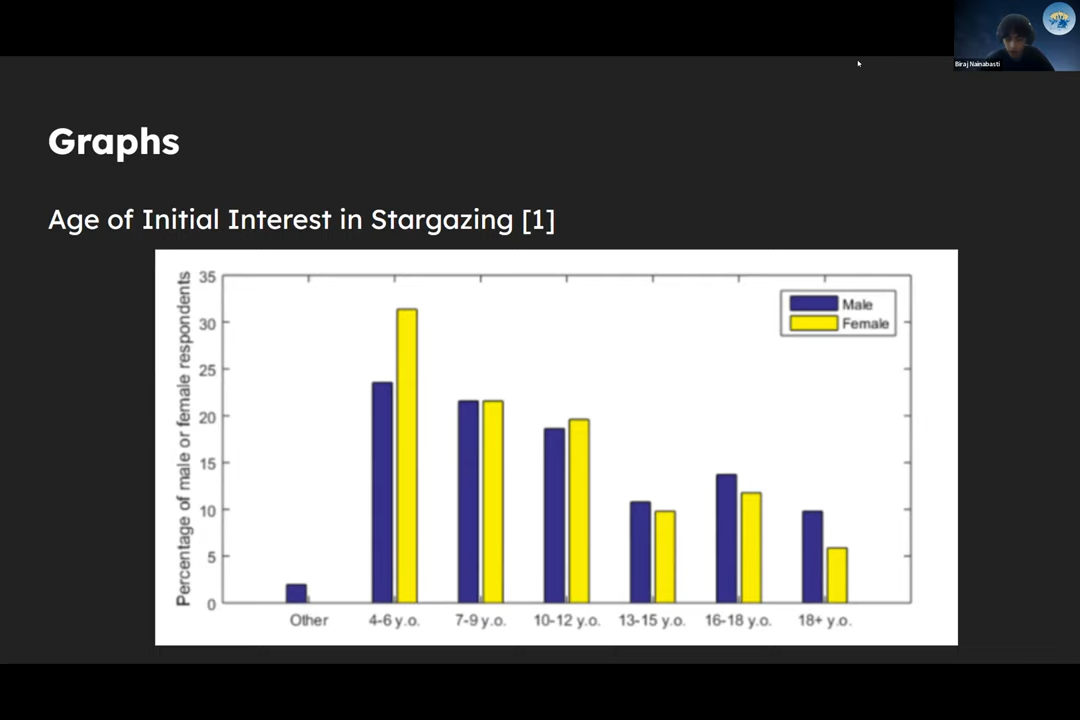 Biraj Nainabasti
Graphs
Age of Initial Interest in Stargazing [1]
Percentage of male or female respondents
35
30
25
20
15
10
5
0
Male
Female
Other
4-6 y.o.
7-9 y.o.
10-12 y.o.
13-15 y.o.
16-18 y.o.
18+ y.o.